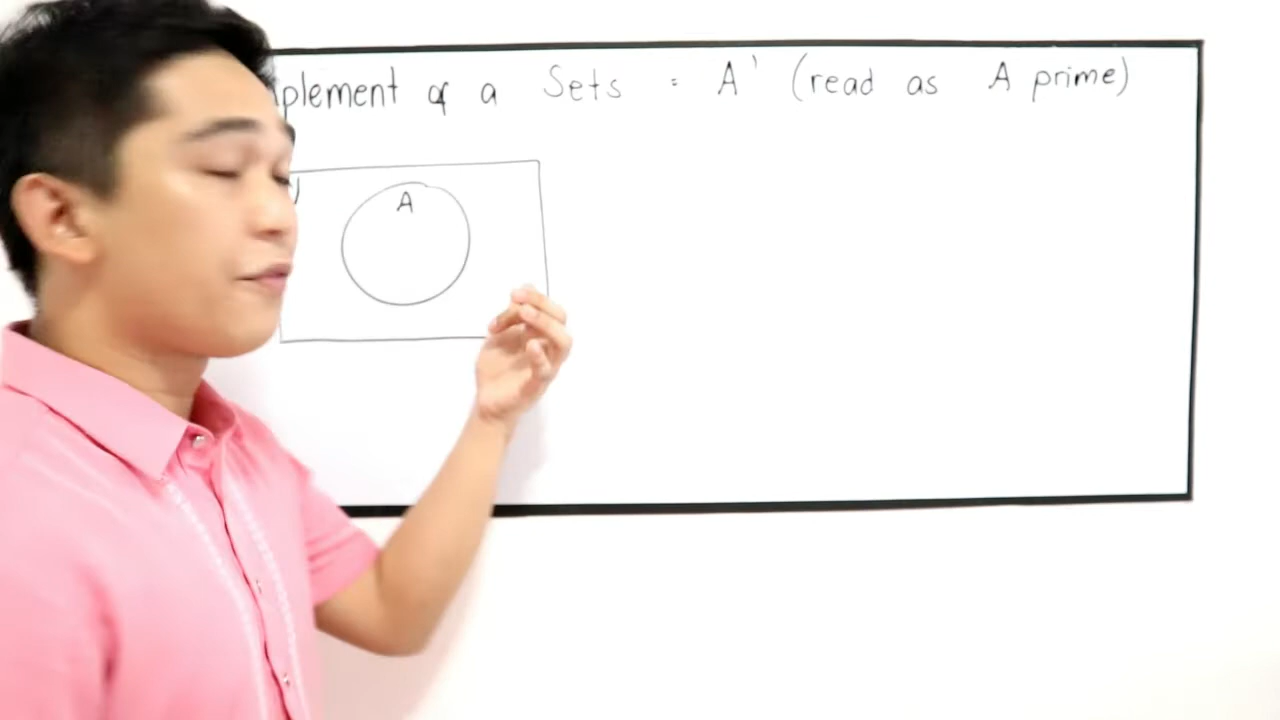 plement of a Sets = A' (read as A prime)
A